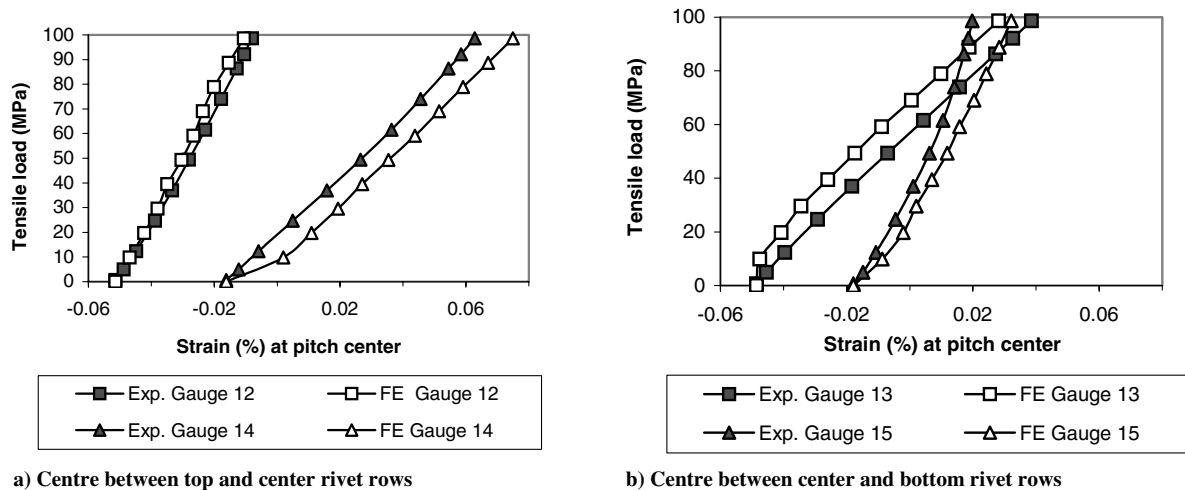 100
90
80
70
60
50
40
30
20
10
0
Tensile load (MPa)
-0.06
-0.02
0.02
0.06
Strain (%) at pitch center
Exp. Gauge 12
FE Gauge 12
Exp. Gauge 14
FE Gauge 14
a) Centre between top and center rivet rows
100
80
60
40
20
0
Tensile load (MPa)
-0.06
-0.02
0.02
0.06
Strain (%) at pitch center
Exp. Gauge 13
FE Gauge 13
Exp. Gauge 15
FE Gauge 15
b) Centre between center and bottom rivet rows